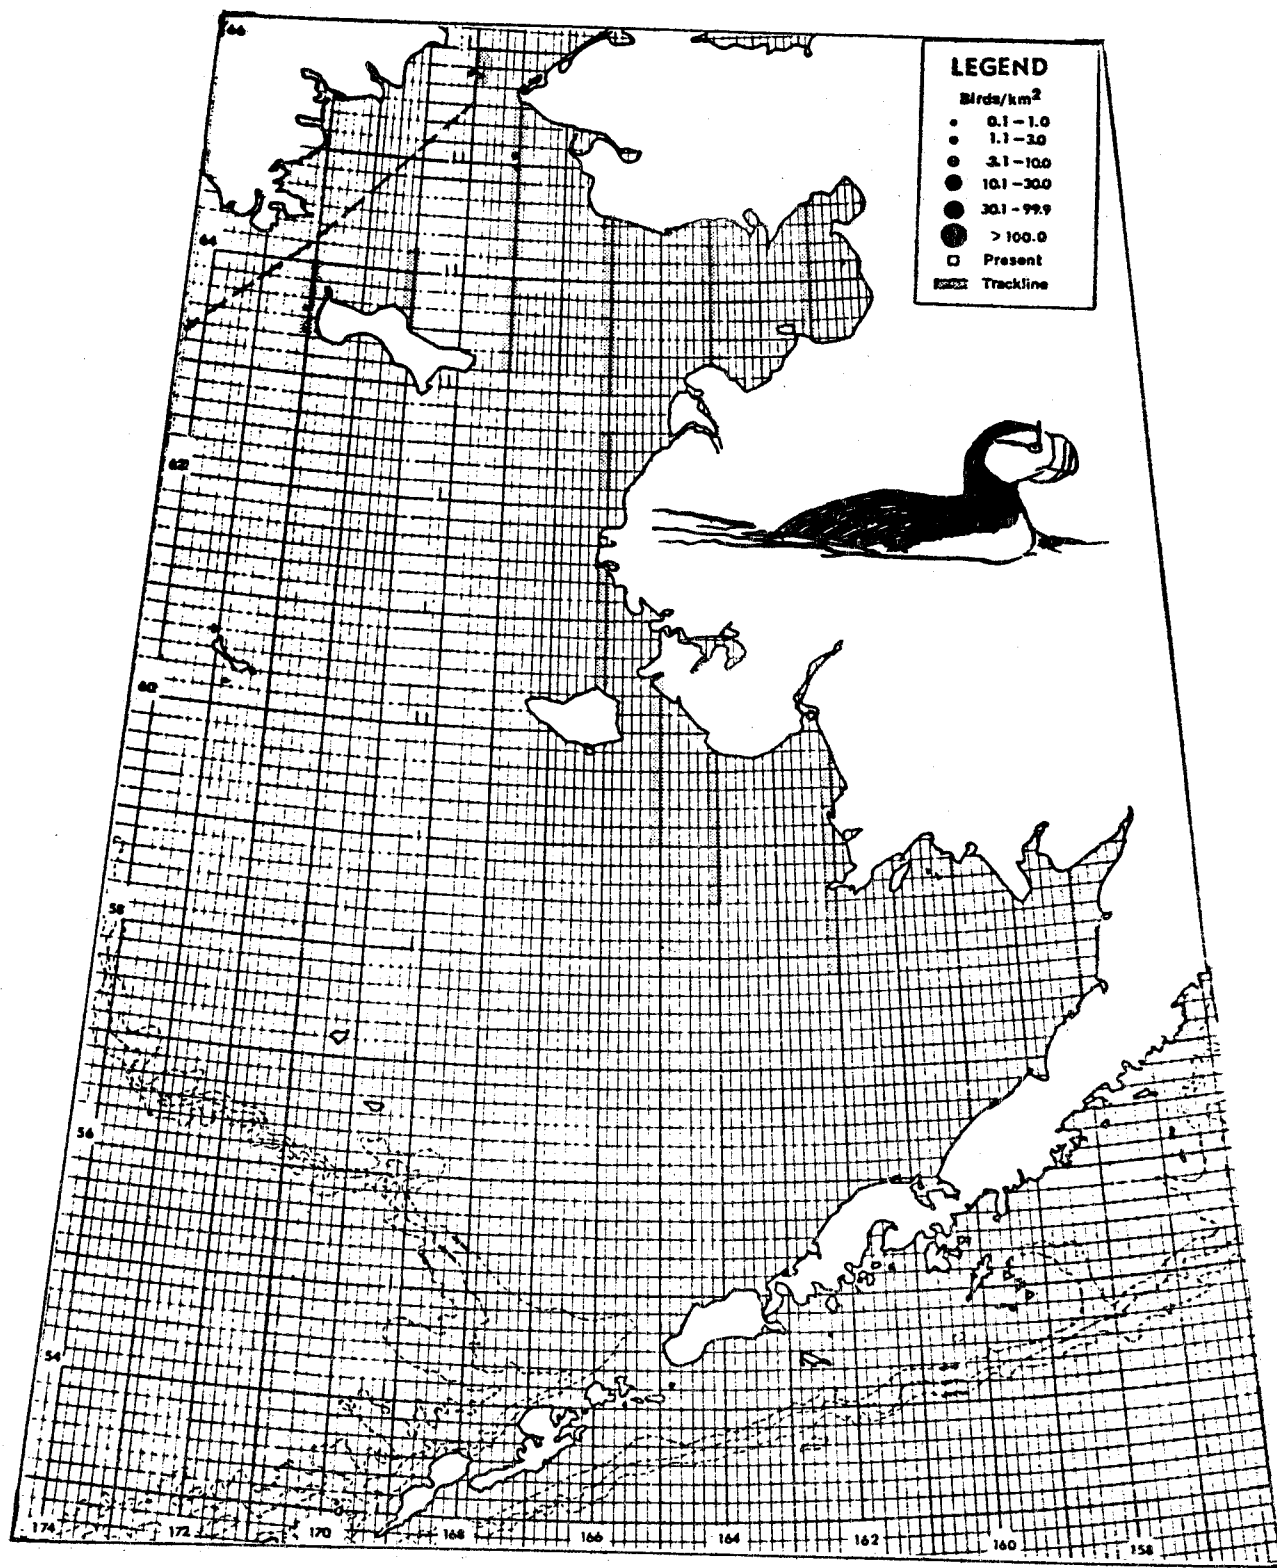 66
LEGEND
Birds/km²
0.1 – 1.0
1.1 – 3.0
3.1 – 10.0
10.1 – 30.0
30.1 – 99.9
> 100.0
Present
Trackline
64
62
60
58
56
54
174 172 170 168 166 164 162 160 158